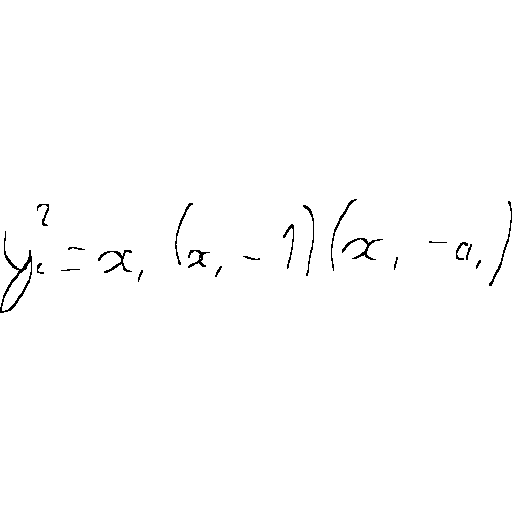 y₁² = x₁ (x₁ - 1)(x₁ - a₁)